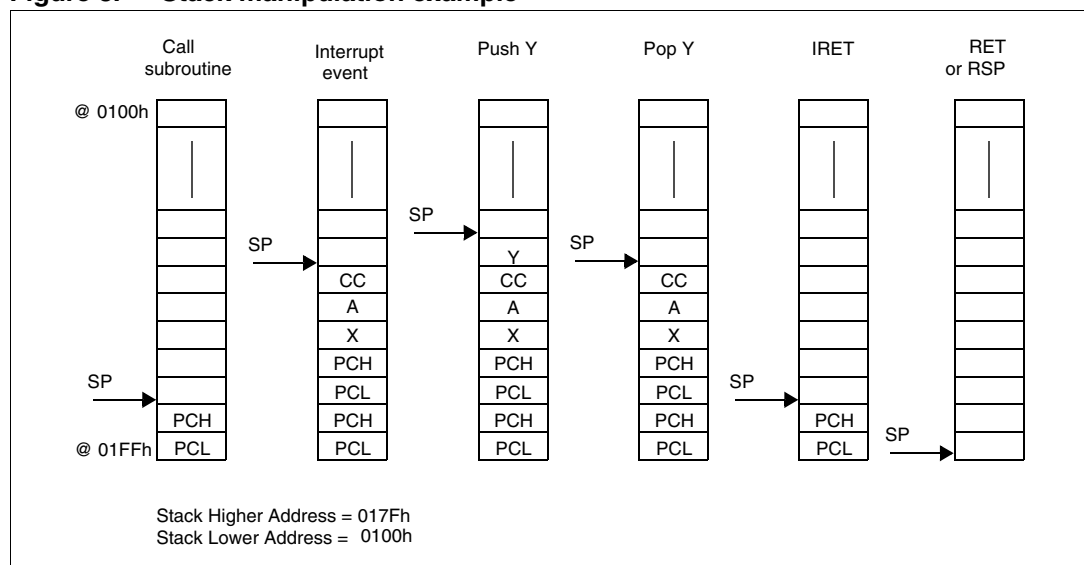 Figure 8. Stack manipulation example
Call subroutine
Interrupt event
Push Y
Pop Y
IRET
RET or RSP
@ 0100h
SP
PCH
@ 01FFh PCL
SP
CC
A
X
PCH
PCL
PCH
PCL
SP
Y
CC
A
X
PCH
PCL
PCH
PCL
SP
CC
A
X
PCH
PCL
PCH
PCL
SP
PCH
PCL
SP
Stack Higher Address = 017Fh
Stack Lower Address = 0100h